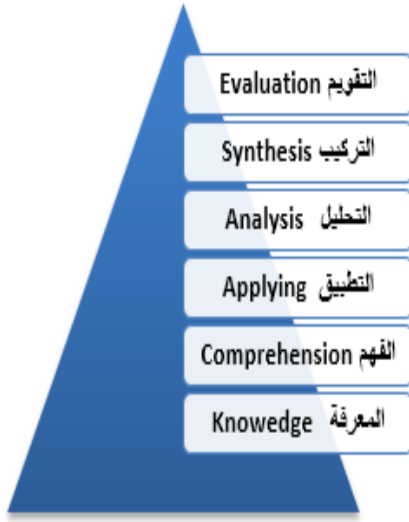 Evaluation التقويم
Synthesis التركيب
Analysis التحليل
Applying التطبيق
Comprehension الفهم
Knowedge المعرفة